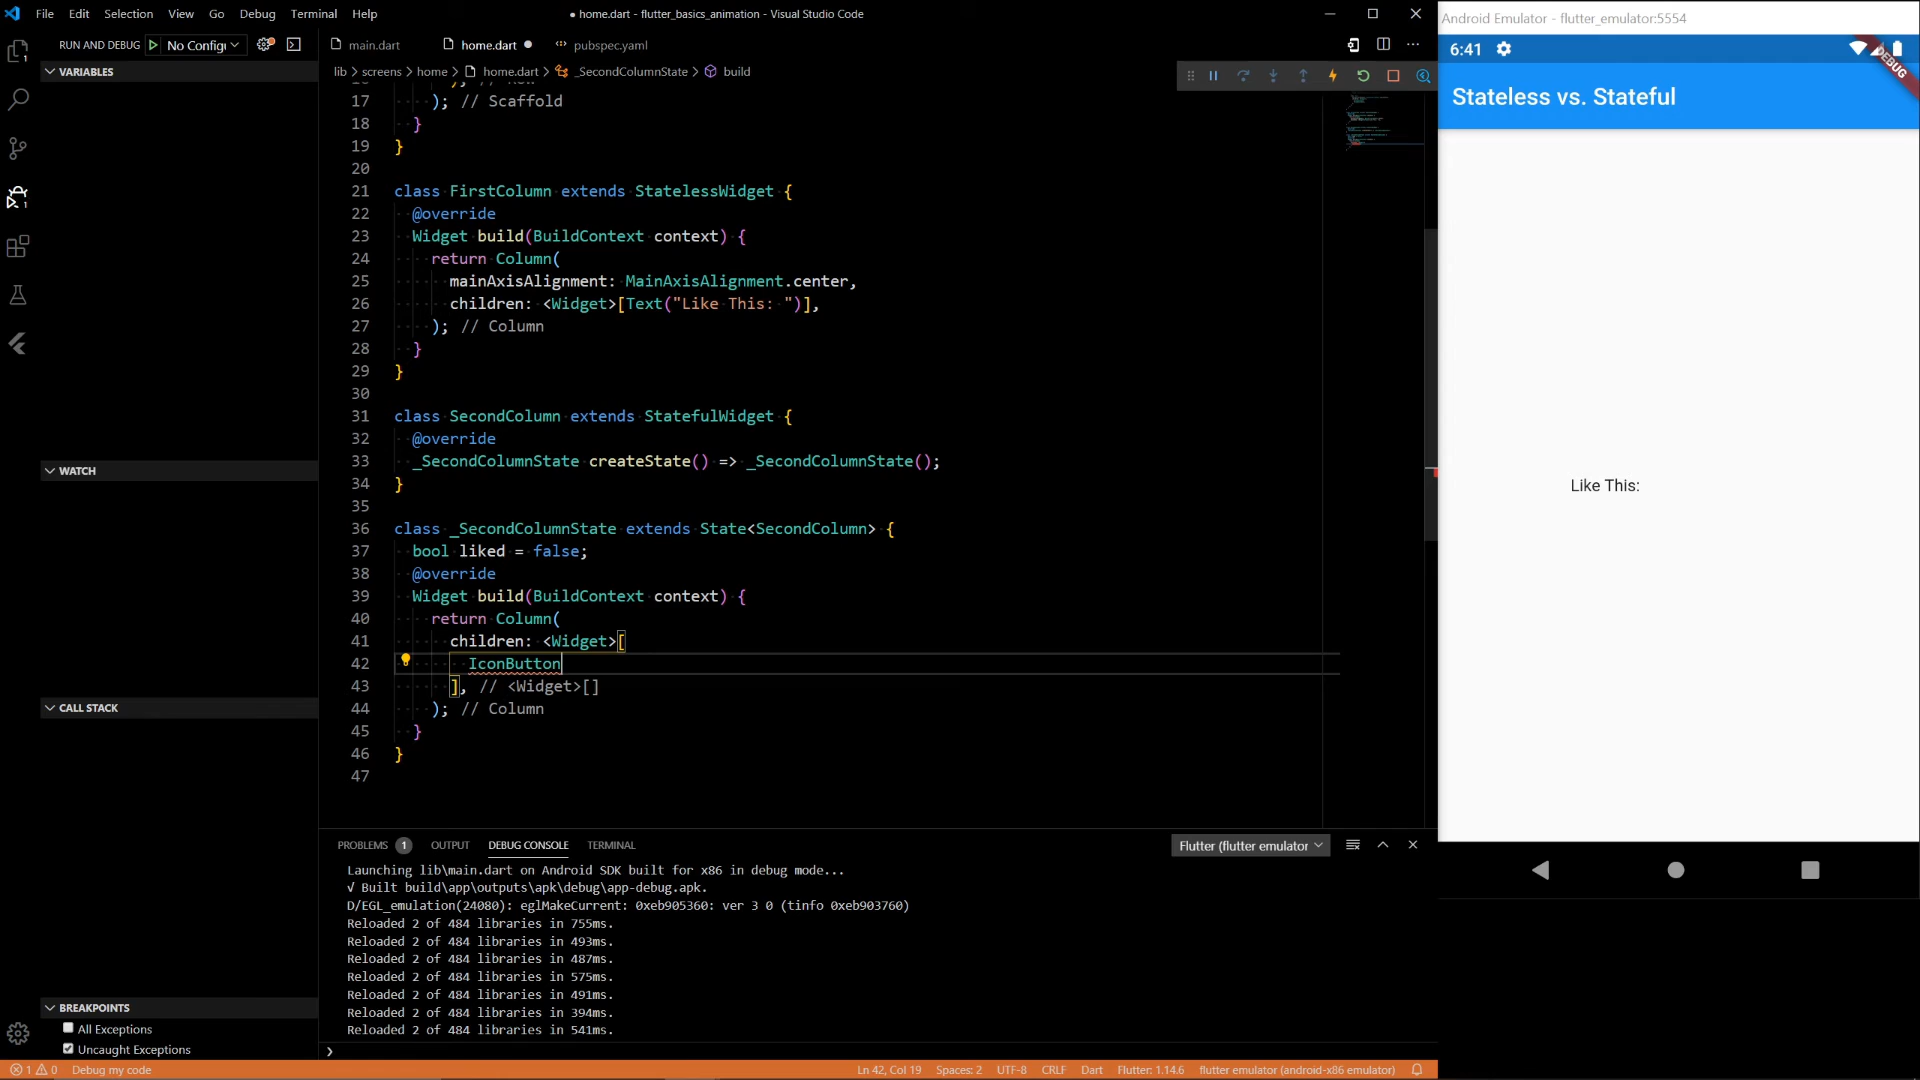 File Edit Selection View Go Debug Terminal Help
● home.dart - flutter_basics_animation - Visual Studio Code
RUN AND DEBUG No Config
main.dart home.dart pubspec.yaml
lib > screens > home > home.dart > _SecondColumnState > build
VARIABLES
WATCH
CALL STACK
BREAKPOINTS
All Exceptions
Uncaught Exceptions
17 ); // Scaffold
18 }
19 }
20
21 class FirstColumn extends StatelessWidget {
22 @override
23 Widget build(BuildContext context) {
24 return Column(
25 mainAxisAlignment: MainAxisAlignment.center,
26 children: <Widget>[Text("Like This: ")],
27 ); // Column
28 }
29 }
30
31 class SecondColumn extends StatefulWidget {
32 @override
33 _SecondColumnState createState() => _SecondColumnState();
34 }
35
36 class _SecondColumnState extends State<SecondColumn> {
37 bool liked = false;
38 @override
39 Widget build(BuildContext context) {
40 return Column(
41 children: <Widget>[
42 IconButton
43 ], // <Widget>[]
44 ); // Column
45 }
46 }
47
PROBLEMS 1 OUTPUT DEBUG CONSOLE TERMINAL
Flutter (flutter emulator
Launching lib\main.dart on Android SDK built for x86 in debug mode...
√ Built build\app\outputs\apk\debug\app-debug.apk.
D/EGL_emulation(24080): eglMakeCurrent: 0xeb905360: ver 3 0 (tinfo 0xeb903760)
Reloaded 2 of 484 libraries in 755ms.
Reloaded 2 of 484 libraries in 493ms.
Reloaded 2 of 484 libraries in 487ms.
Reloaded 2 of 484 libraries in 575ms.
Reloaded 2 of 484 libraries in 491ms.
Reloaded 2 of 484 libraries in 394ms.
Reloaded 2 of 484 libraries in 541ms.
1 0 Debug my code
Ln 42, Col 19 Spaces: 2 UTF-8 CRLF Dart Flutter: 1.14.6 flutter emulator (android-x86 emulator)
Android Emulator - flutter_emulator:5554
6:41
DEBUG
Stateless vs. Stateful
Like This: